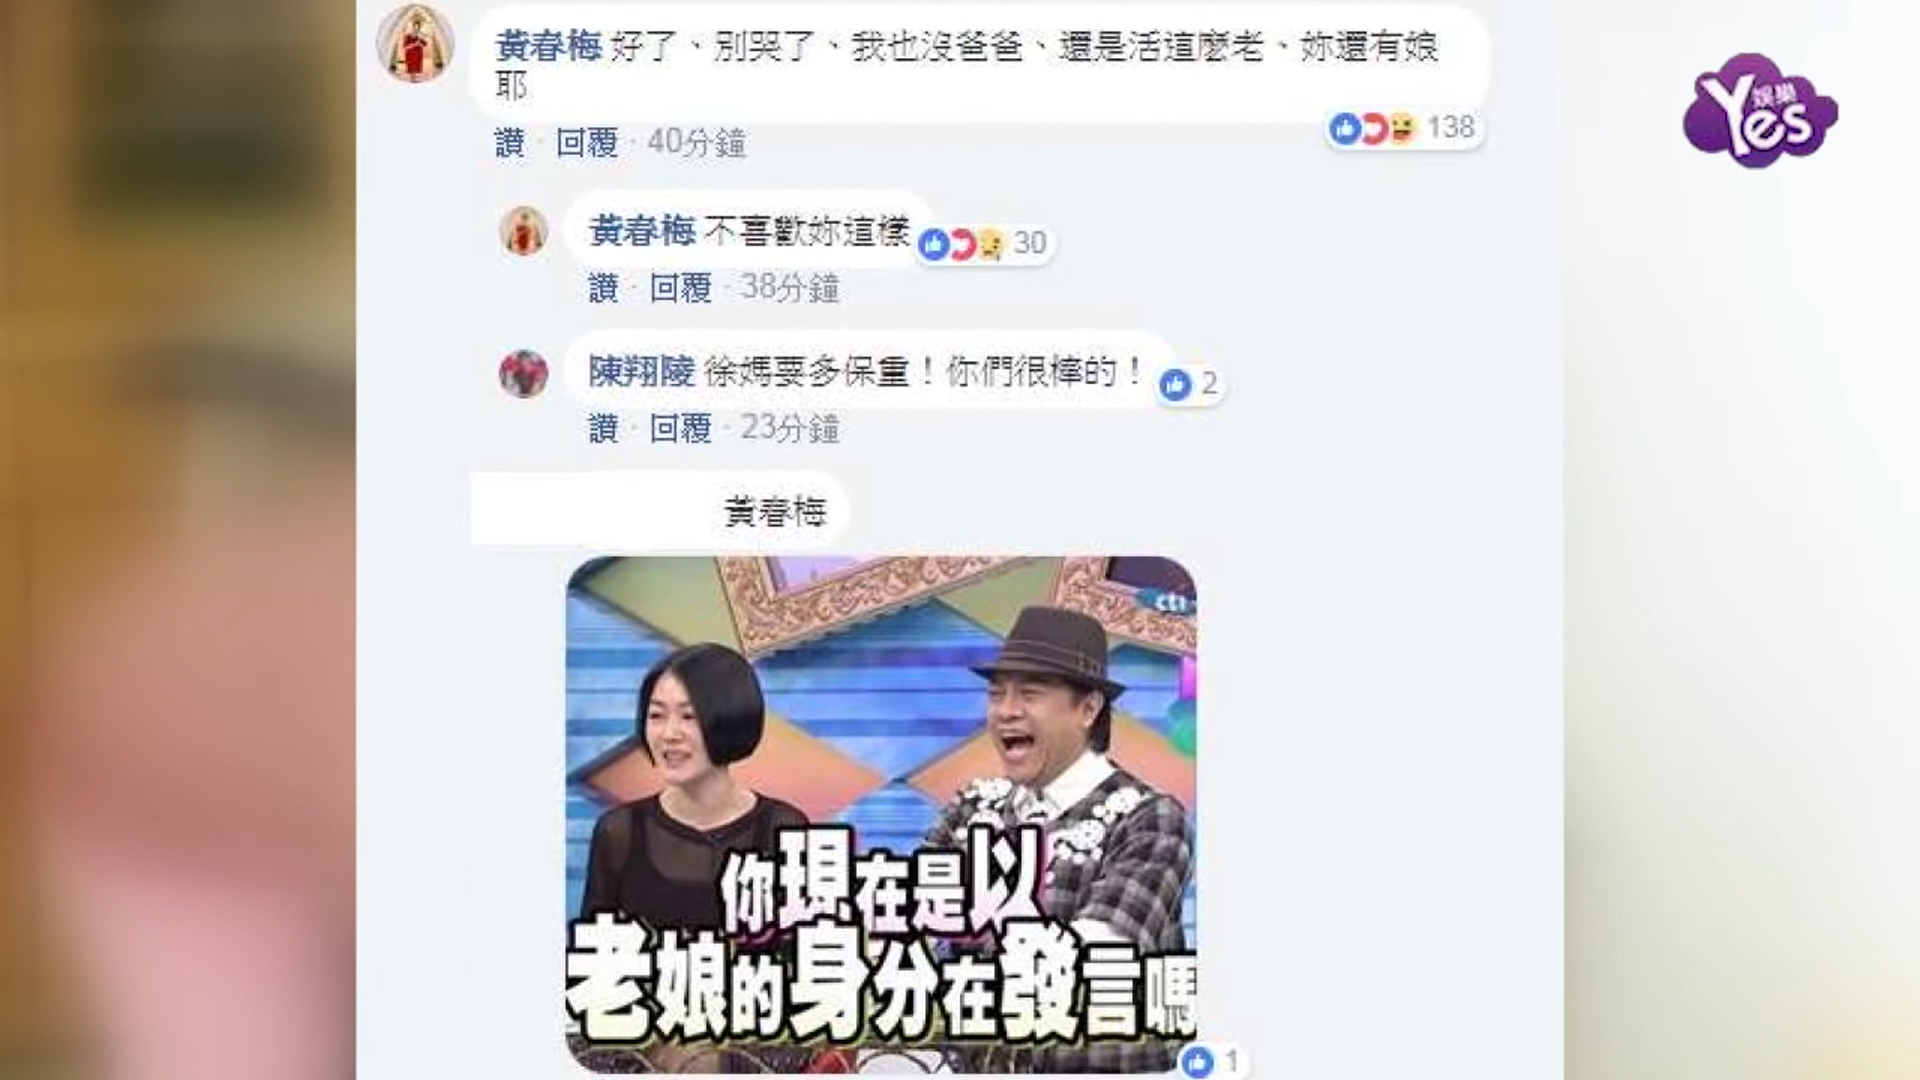 黃春梅 好了、別哭了、我也沒爸爸、還是活這麼老、妳還有娘
耶
讚 · 回覆 · 40分鐘
138
黃春梅 不喜歡妳這樣
30
讚 · 回覆 · 38分鐘
陳翔陵 徐媽要多保重！你們很棒的！
2
讚 · 回覆 · 23分鐘
黃春梅
cti
你現在是以
老娘的身分在發言嗎
1
Yes娛樂